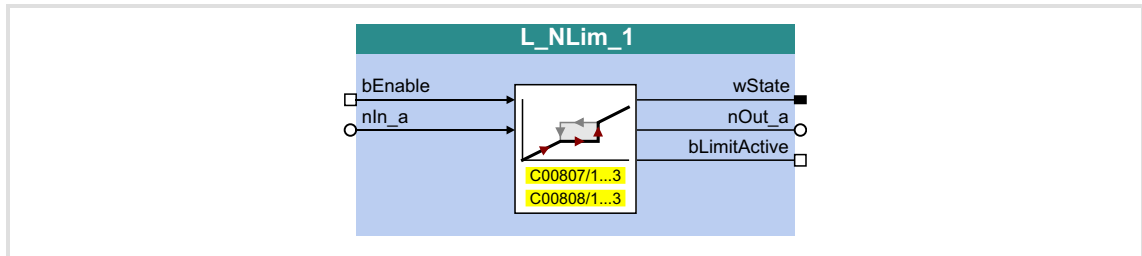 L_NLim_1
bEnable
wState
nIn_a
nOut_a
bLimitActive
C00807/1...3
C00808/1...3